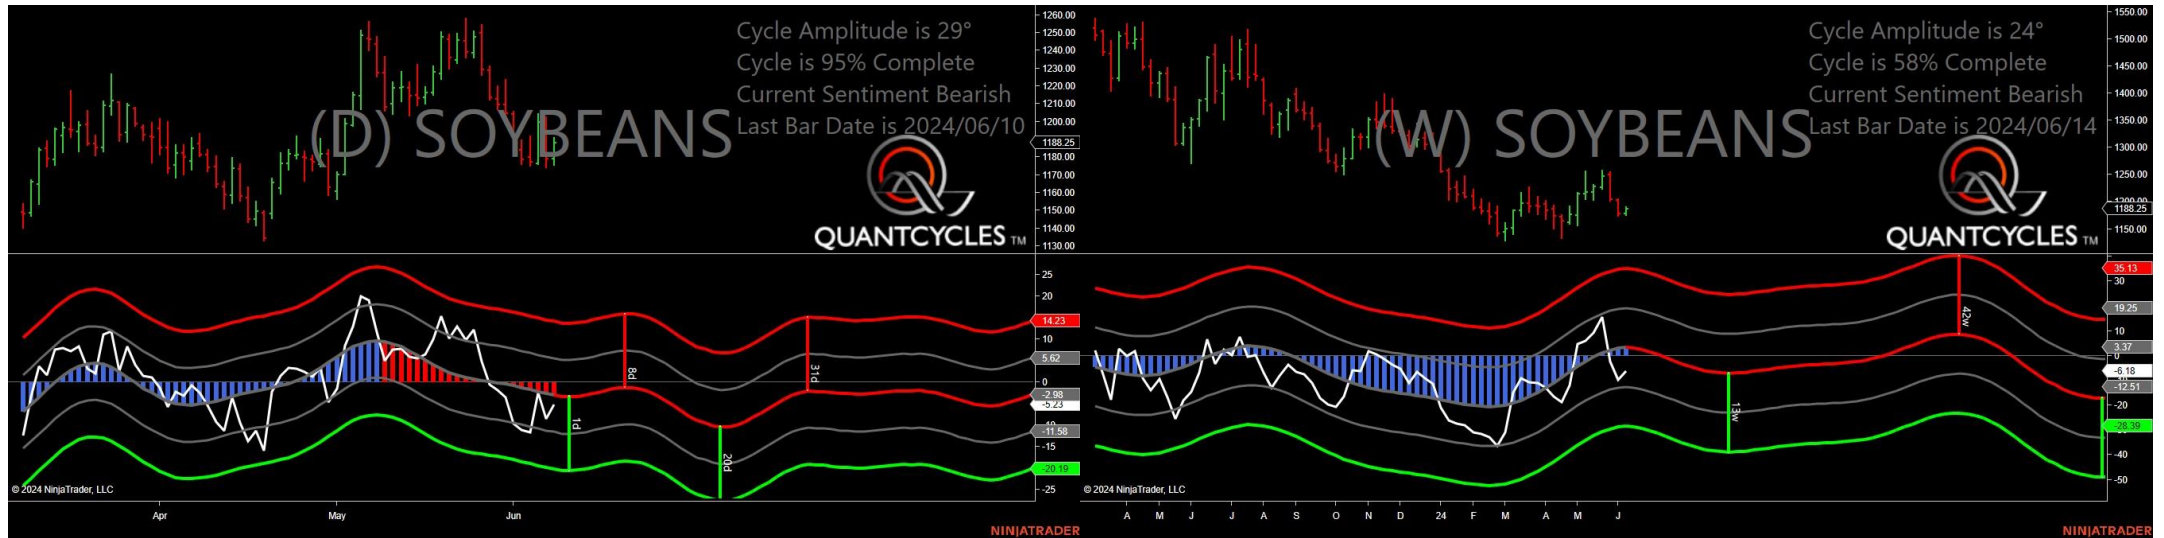 Cycle Amplitude is 29°
Cycle is 95% Complete
Current Sentiment Bearish
Last Bar Date is 2024/06/10
(D) SOYBEANS
QUANTCYCLES TM
1260.00
1250.00
1240.00
1230.00
1220.00
1210.00
1200.00
1188.25
1180.00
1170.00
1160.00
1150.00
1140.00
1130.00
25
20
14.23
10
5.62
0
-2.98
-5.23
-11.58
-15
-20.19
-25
8d
31d
1d
20d
© 2024 NinjaTrader, LLC
Apr
May
Jun
NINJATRADER
Cycle Amplitude is 24°
Cycle is 58% Complete
Current Sentiment Bearish
Last Bar Date is 2024/06/14
(W) SOYBEANS
QUANTCYCLES TM
1550.00
1500.00
1450.00
1400.00
1350.00
1300.00
1250.00
1200.00
1188.25
1150.00
35.13
30
19.25
10
3.37
0
-6.18
-12.51
-20
-28.39
-40
-50
42w
13w
© 2024 NinjaTrader, LLC
A M J J A S O N D 24 F M A M J
NINJATRADER